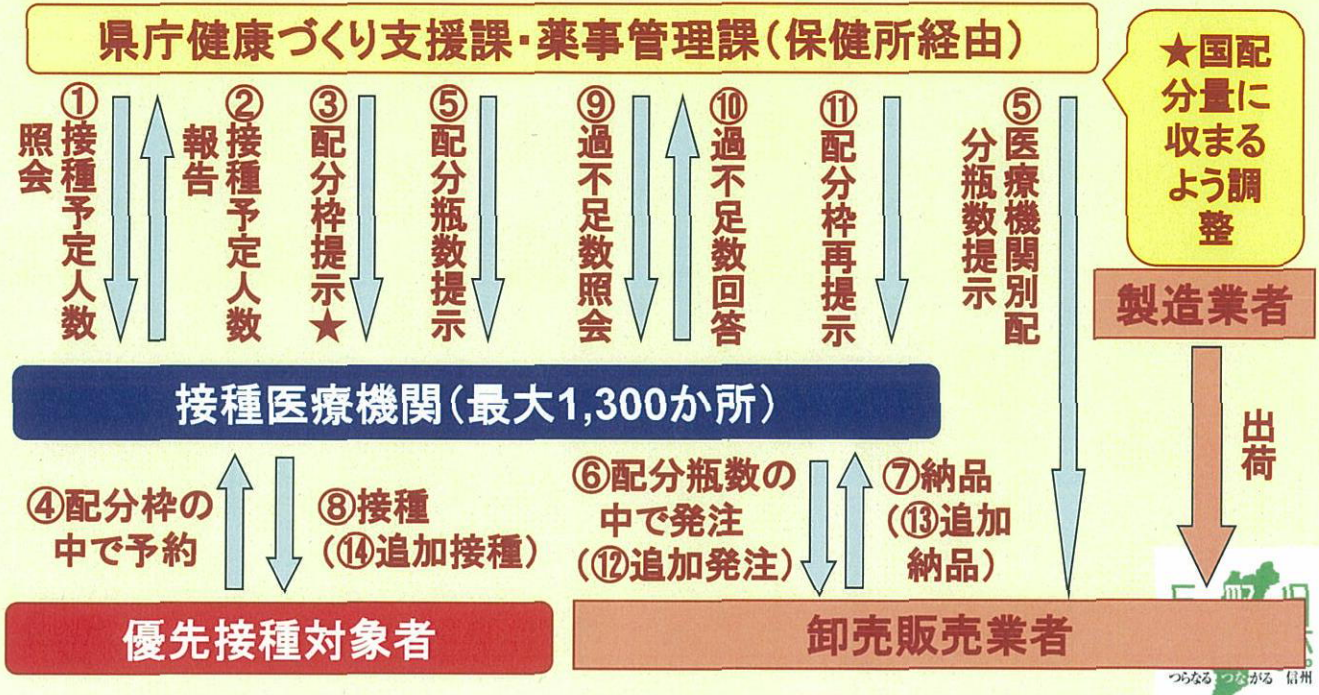 県庁健康づくり支援課・薬事管理課（保健所経由）
★国配
分量に
収まる
よう調
整
①接種予定人数
照会
②接種予定人数
報告
③配分枠提示★
⑤配分瓶数提示
⑨過不足数照会
⑩過不足数回答
⑪配分枠再提示
⑤医療機関別配
分瓶数提示
製造業者
接種医療機関（最大1,300か所）
出荷
④配分枠の
中で予約
⑧接種
（⑭追加接種）
⑥配分瓶数の
中で発注
（⑫追加発注）
⑦納品
（⑬追加
納品）
優先接種対象者
卸売販売業者
つらなる つながる 信州